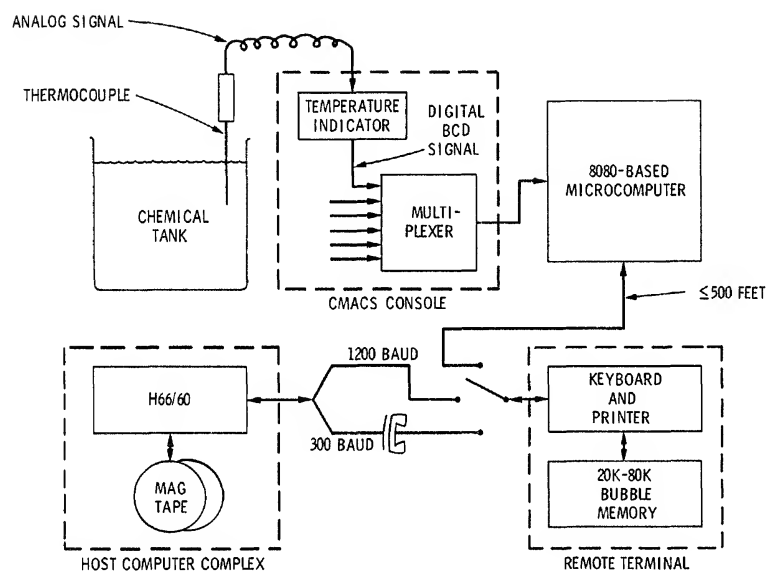 ANALOG SIGNAL
THERMOCOUPLE
CHEMICAL
TANK
TEMPERATURE
INDICATOR
DIGITAL
BCD
SIGNAL
MULTI-
PLEXER
CMACS CONSOLE
8080-BASED
MICROCOMPUTER
≤500 FEET
1200 BAUD
300 BAUD
H66/60
MAG
TAPE
HOST COMPUTER COMPLEX
KEYBOARD
AND
PRINTER
20K-80K
BUBBLE
MEMORY
REMOTE TERMINAL